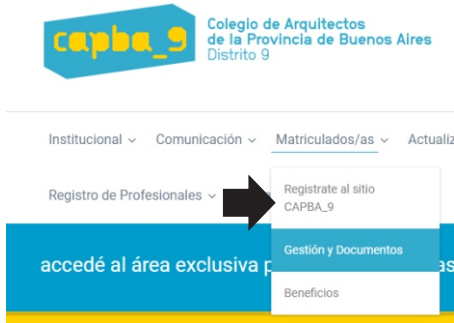 capba_9
Colegio de Arquitectos
de la Provincia de Buenos Aires
Distrito 9
Institucional Comunicación Matriculados/as
Registro de Profesionales
Registrate al sitio
CAPBA_9
Gestión y Documentos
accedé al área exclusiva
Beneficios